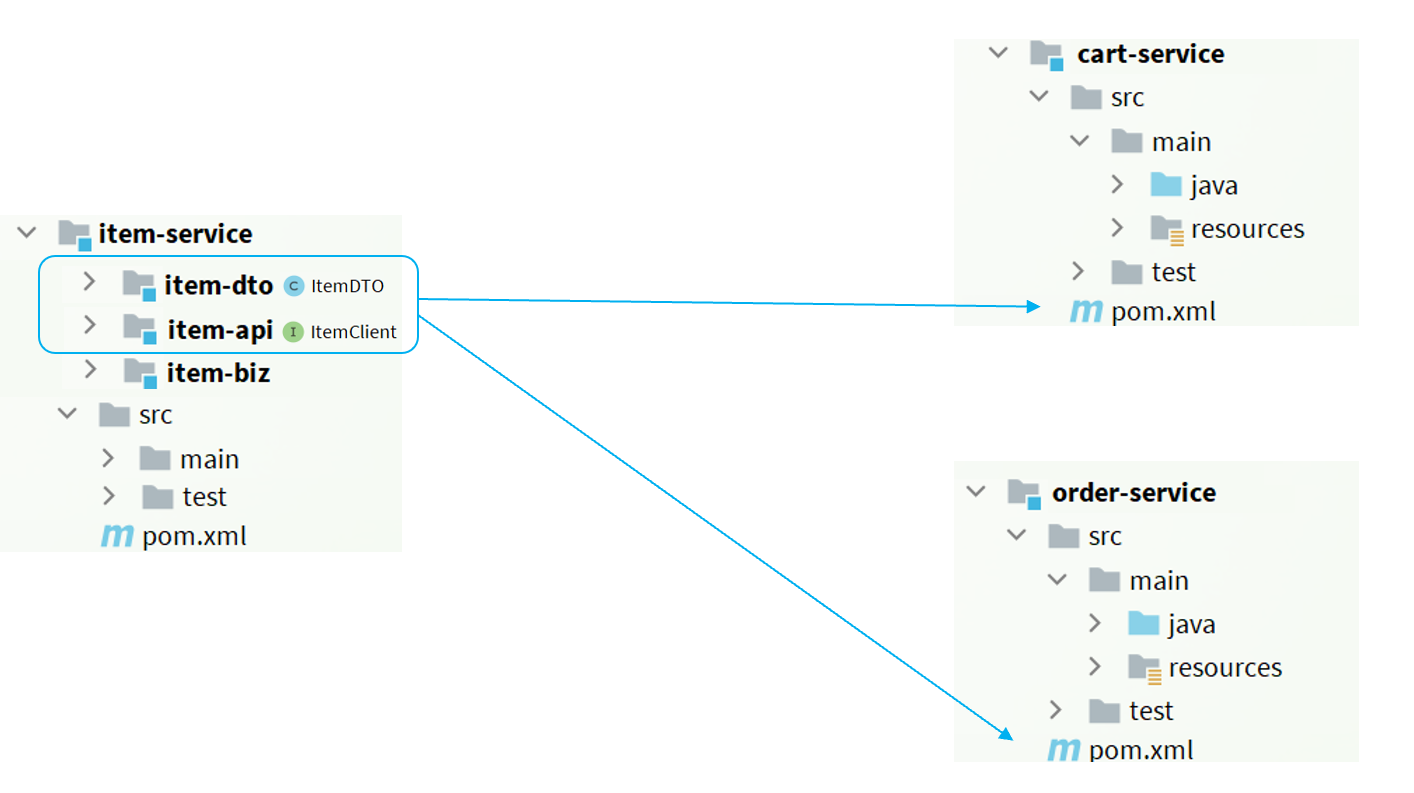 item-service
item-dto C ItemDTO
item-api I ItemClient
item-biz
src
main
test
m pom.xml
cart-service
src
main
java
resources
test
m pom.xml
order-service
src
main
java
resources
test
m pom.xml